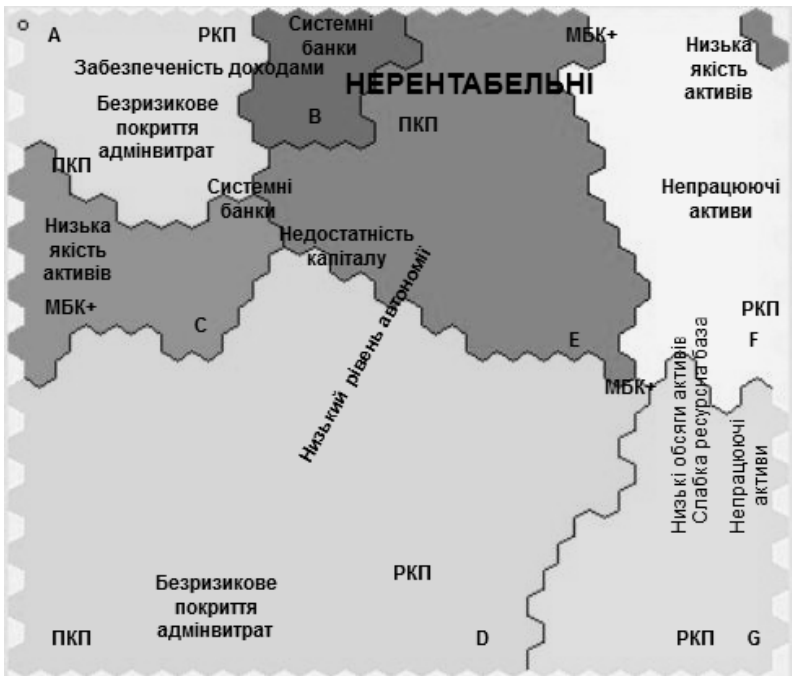 A
РКП
Забезпеченість доходами
Безризикове
покриття
адмінвитрат
ПКП
Системні
банки
B
НЕРЕНТАБЕЛЬНІ
ПКП
МБК+
Низька
якість
активів
Непрацюючі
активи
РКП
F
Системні
банки
Низька
якість
активів
МБК+
C
Недостатність
капіталу
Низький рівень автономії
E
МБК+
Низькі обсяги активів
Слабка ресурсна база
Непрацюючі
активи
Безризикове
покриття
адмінвитрат
РКП
ПКП
D
РКП
G